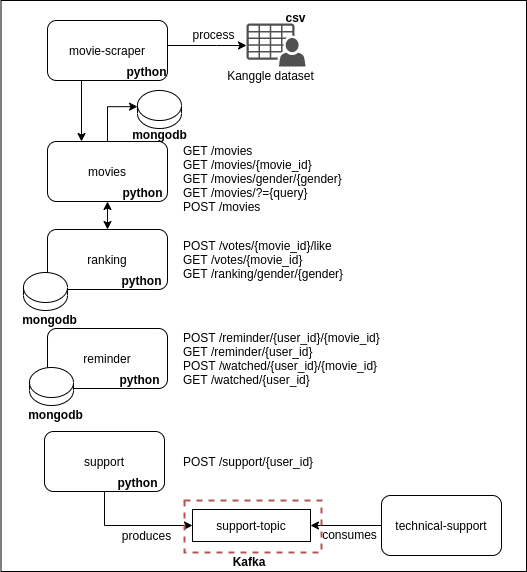 csv
movie-scraper
process
python
Kanggle dataset
mongodb
movies
python
GET /movies
GET /movies/{movie_id}
GET /movies/gender/{gender}
GET /movies/?={query}
POST /movies
ranking
python
mongodb
POST /votes/{movie_id}/like
GET /votes/{movie_id}
GET /ranking/gender/{gender}
reminder
python
mongodb
POST /reminder/{user_id}/{movie_id}
GET /reminder/{user_id}
POST /watched/{user_id}/{movie_id}
GET /watched/{user_id}
support
python
POST /support/{user_id}
produces
support-topic
Kafka
consumes
technical-support